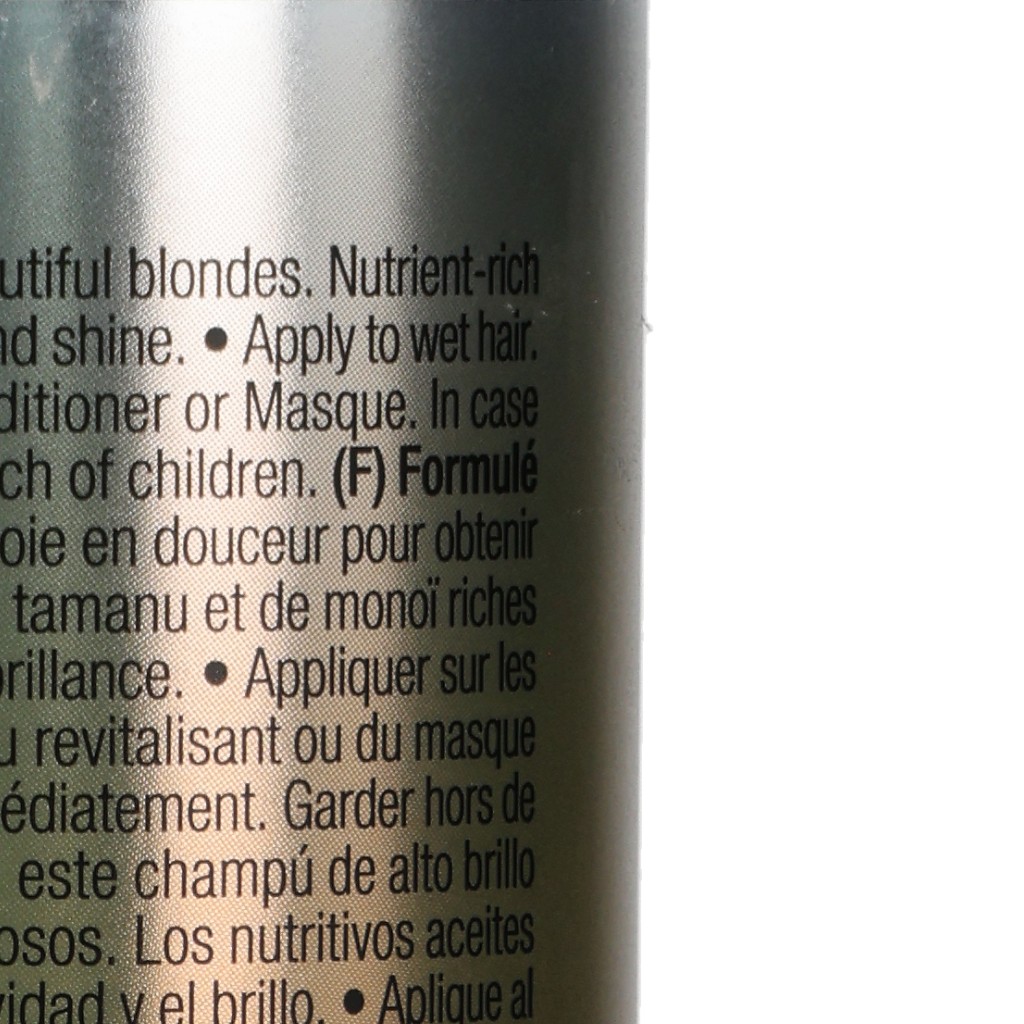 utiful blondes. Nutrient-rich
nd shine. • Apply to wet hair.
ditioner or Masque. In case
ch of children. (F) Formulé
oie en douceur pour obtenir
tamanu et de monoï riches
brillance. • Appliquer sur les
u revitalisant ou du masque
édiatement. Garder hors de
este champú de alto brillo
osos. Los nutritivos aceites
vidad y el brillo. • Aplique al